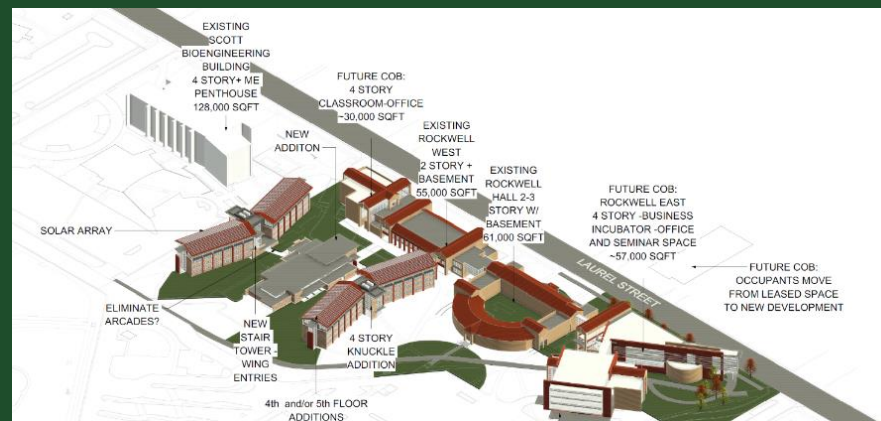 EXISTING
SCOTT
BIOENGINEERING
BUILDING
4 STORY+ ME
PENTHOUSE
128,000 SQFT
FUTURE COB:
4 STORY
CLASSROOM-OFFICE
~30,000 SQFT
NEW
ADDITON
EXISTING
ROCKWELL
WEST
2 STORY +
BASEMENT
55,000 SQFT
EXISTING
ROCKWELL
HALL 2-3
STORY W/
BASEMENT
61,000 SQFT
FUTURE COB:
ROCKWELL EAST
4 STORY -BUSINESS
INCUBATOR -OFFICE
AND SEMINAR SPACE
~57,000 SQFT
SOLAR ARRAY
LAUREL STREET
FUTURE COB:
OCCUPANTS MOVE
FROM LEASED SPACE
TO NEW DEVELOPMENT
ELIMINATE
ARCADES?
NEW
STAIR
TOWER -
WING
ENTRIES
4 STORY
KNUCKLE
ADDITION
4th and/or 5th FLOOR
ADDITIONS